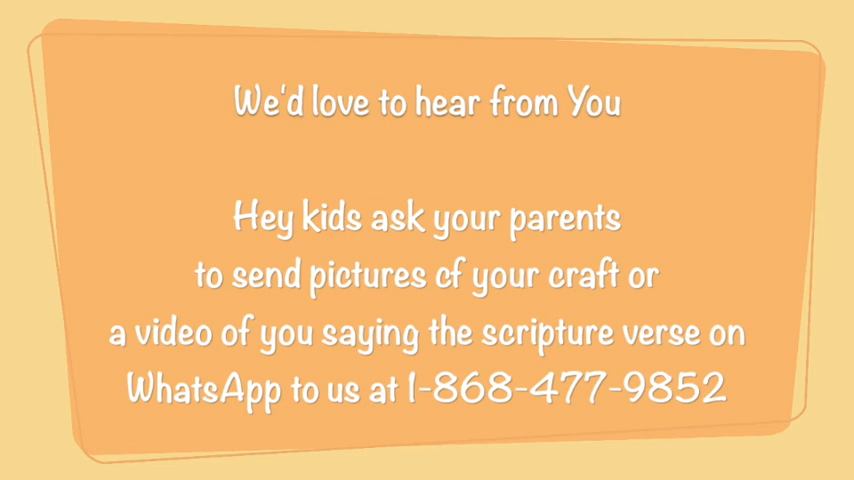 We'd love to hear from You
Hey kids ask your parents
to send pictures cf your craft or
a video of you saying the scripture verse on
WhatsApp to us at 1-868-477-9852